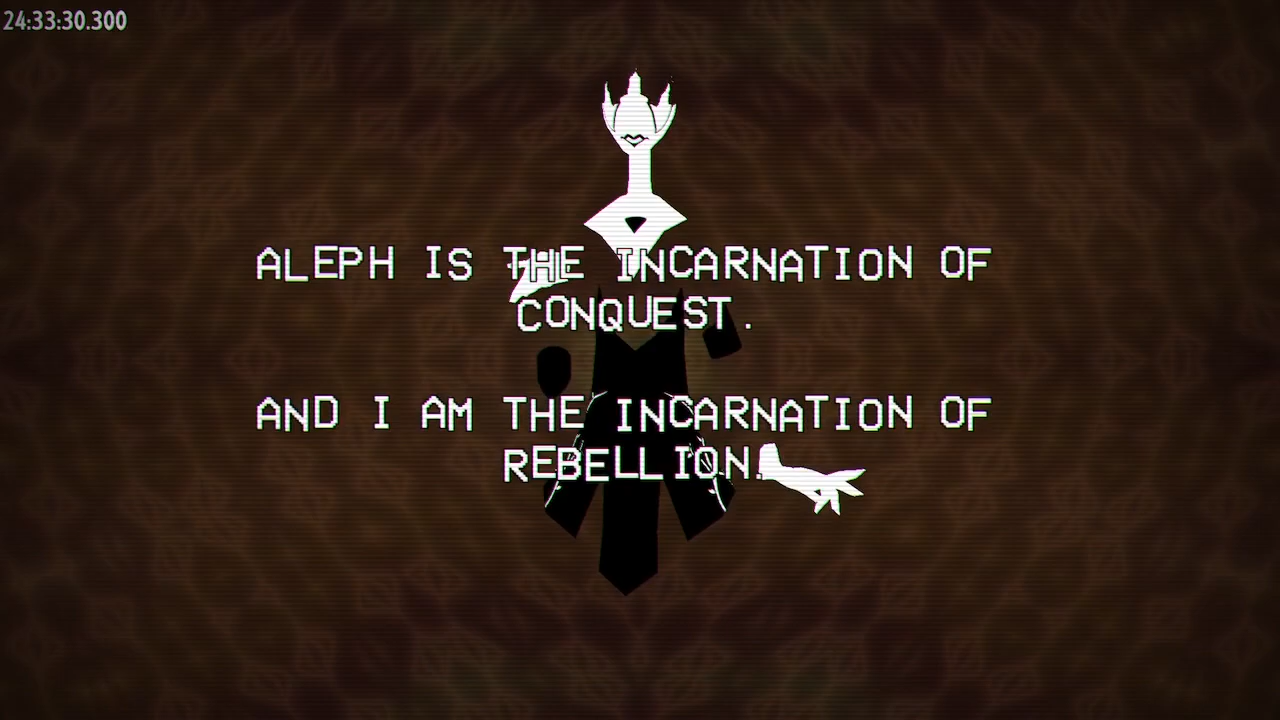 24:33:30.300
ALEPH IS THE INCARNATION OF
CONQUEST.
AND I AM THE INCARNATION OF
REBELLION.